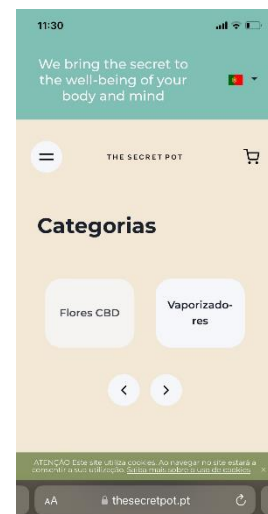 11:30
We bring the secret to
the well-being of your
body and mind
THE SECRET POT
Categorias
Flores CBD
Vaporizado-
res
ATENÇÃO Este site utiliza cookies. Ao navegar no site estará a
consentir a sua utilização. Saiba mais sobre o uso de cookies. ×
AA
thesecretpot.pt